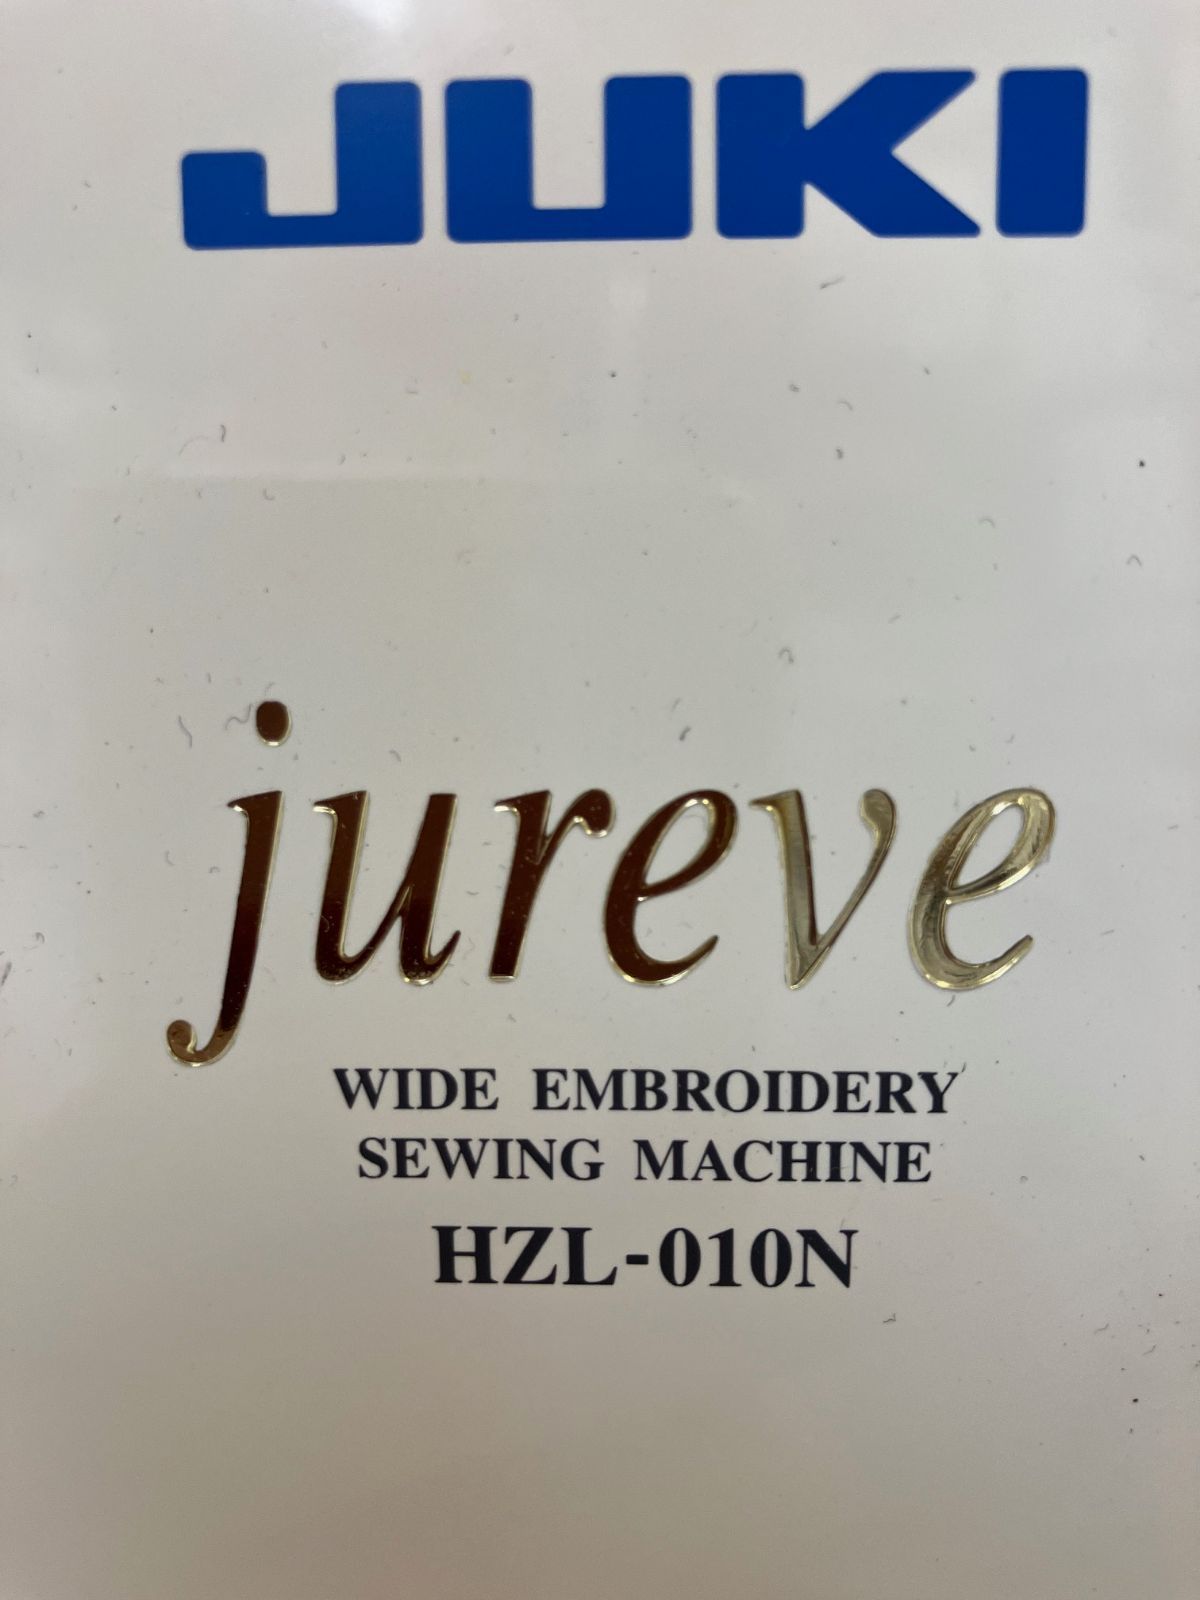 JUKI
jureve
WIDE EMBROIDERY
SEWING MACHINE
HZL-010N